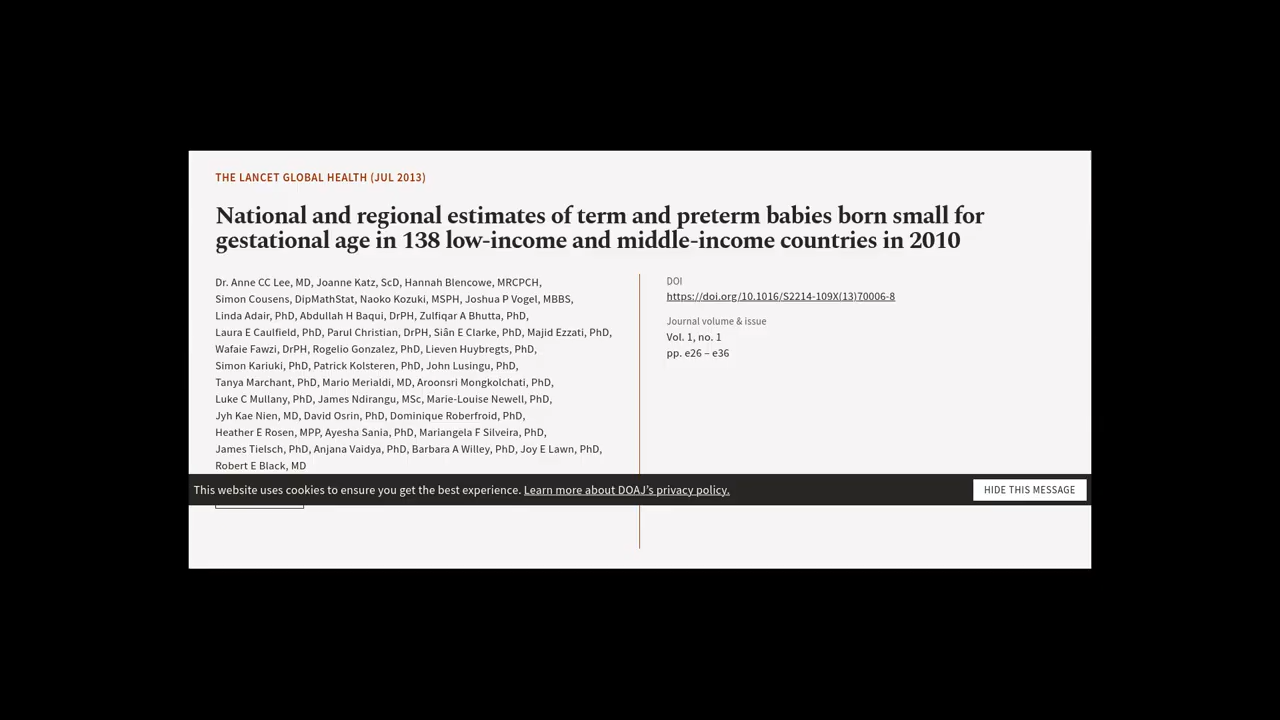 THE LANCET GLOBAL HEALTH (JUL 2013)
National and regional estimates of term and preterm babies born small for
gestational age in 138 low-income and middle-income countries in 2010
Dr. Anne CC Lee, MD, Joanne Katz, ScD, Hannah Blencowe, MRCPCH,
Simon Cousens, DipMathStat, Naoko Kozuki, MSPH, Joshua P Vogel, MBBS,
Linda Adair, PhD, Abdullah H Baqui, DrPH, Zulfiqar A Bhutta, PhD,
Laura E Caulfield, PhD, Parul Christian, DrPH, Siân E Clarke, PhD, Majid Ezzati, PhD,
Wafaie Fawzi, DrPH, Rogelio Gonzalez, PhD, Lieven Huybregts, PhD,
Simon Kariuki, PhD, Patrick Kolsteren, PhD, John Lusingu, PhD,
Tanya Marchant, PhD, Mario Merialdi, MD, Aroonsri Mongkolchati, PhD,
Luke C Mullany, PhD, James Ndirangu, MSc, Marie-Louise Newell, PhD,
Jyh Kae Nien, MD, David Osrin, PhD, Dominique Roberfroid, PhD,
Heather E Rosen, MPP, Ayesha Sania, PhD, Mariangela F Silveira, PhD,
James Tielsch, PhD, Anjana Vaidya, PhD, Barbara A Willey, PhD, Joy E Lawn, PhD,
Robert E Black, MD
DOI
https://doi.org/10.1016/S2214-109X(13)70006-8
Journal volume & issue
Vol. 1, no. 1
pp. e26 – e36
This website uses cookies to ensure you get the best experience. Learn more about DOAJ’s privacy policy.
HIDE THIS MESSAGE